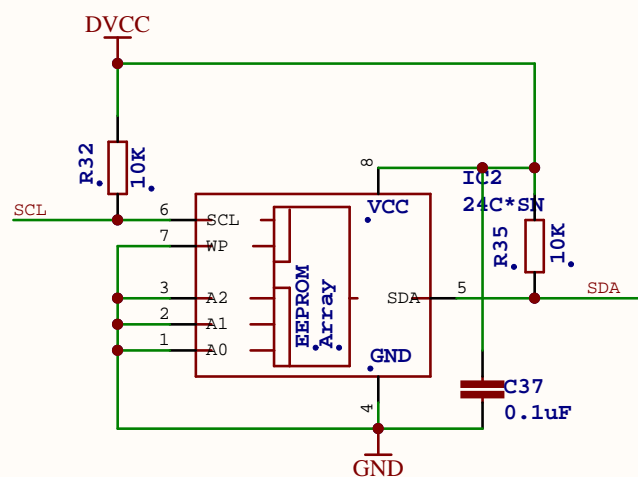 DVCC
R32
10K
8
IC2
24C*SN
SCL
6
SCL
VCC
7
WP
R35
10K
EEPROM
Array
3
A2
SDA
5
SDA
2
A1
1
A0
GND
4
C37
0.1uF
GND